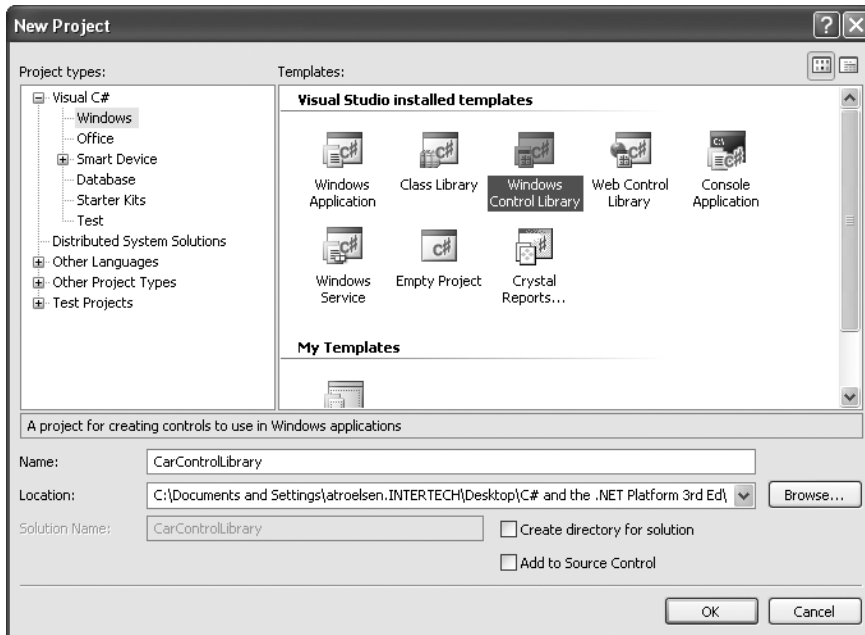 New Project
Project types:
Templates:
Visual C#
Windows
Office
Smart Device
Database
Starter Kits
Test
Distributed System Solutions
Other Languages
Other Project Types
Test Projects
Visual Studio installed templates
Windows Application
Class Library
Windows Control Library
Web Control Library
Console Application
Windows Service
Empty Project
Crystal Reports...
My Templates
A project for creating controls to use in Windows applications
Name:
CarControlLibrary
Location:
C:\Documents and Settings\atroelsen.INTERTECH\Desktop\C# and the .NET Platform 3rd Ed\
Browse...
Solution Name:
CarControlLibrary
Create directory for solution
Add to Source Control
OK
Cancel